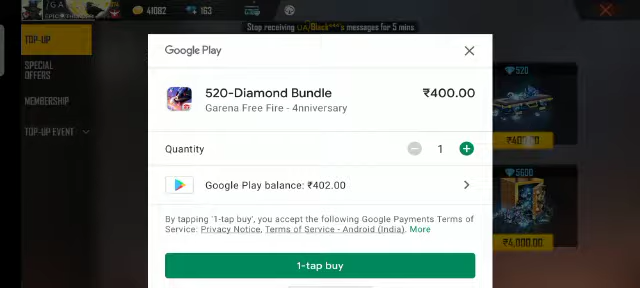 41082
163
Stop receiving
messages for 5 mins
TOP-UP
SPECIAL
OFFERS
MEMBERSHIP
TOP-UP EVENT
Google Play
520-Diamond Bundle
₹400.00
Garena Free Fire - 4nniversary
Quantity
1
Google Play balance: ₹402.00
By tapping '1-tap buy', you accept the following Google Payments Terms of
Service: Privacy Notice, Terms of Service - Android (India). More
1-tap buy
520
5600
₹4,000.00